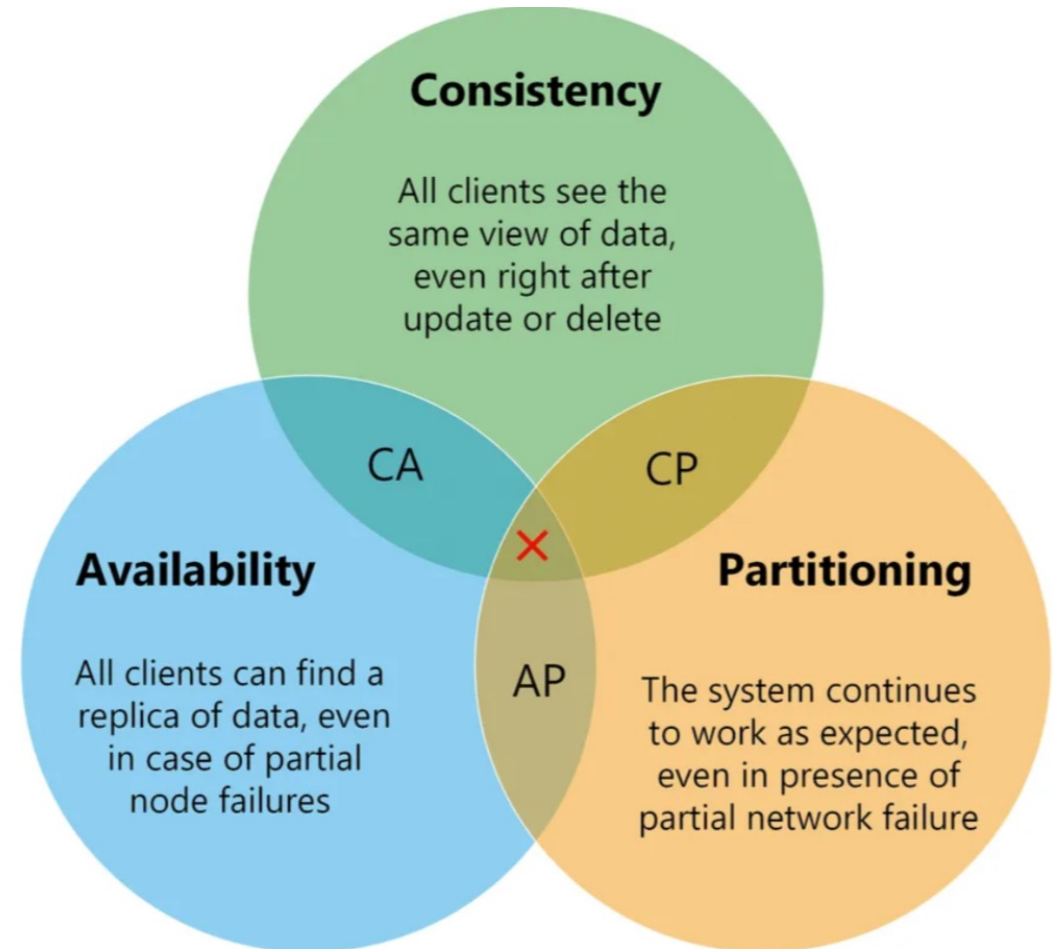 Consistency
All clients see the
same view of data,
even right after
update or delete
CA
CP
Availability
All clients can find a
replica of data, even
in case of partial
node failures
AP
Partitioning
The system continues
to work as expected,
even in presence of
partial network failure